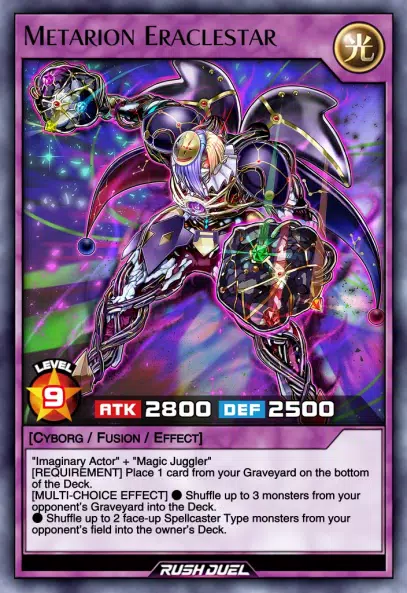 Metarion Eraclestar
光
LEVEL
9
ATK 2800 DEF 2500
[Cyborg / Fusion / Effect]
"Imaginary Actor" + "Magic Juggler"
[REQUIREMENT] Place 1 card from your Graveyard on the bottom
of the Deck.
[MULTI-CHOICE EFFECT] ● Shuffle up to 3 monsters from your
opponent's Graveyard into the Deck.
● Shuffle up to 2 face-up Spellcaster Type monsters from your
opponent's field into the owner's Deck.
RUSH DUEL